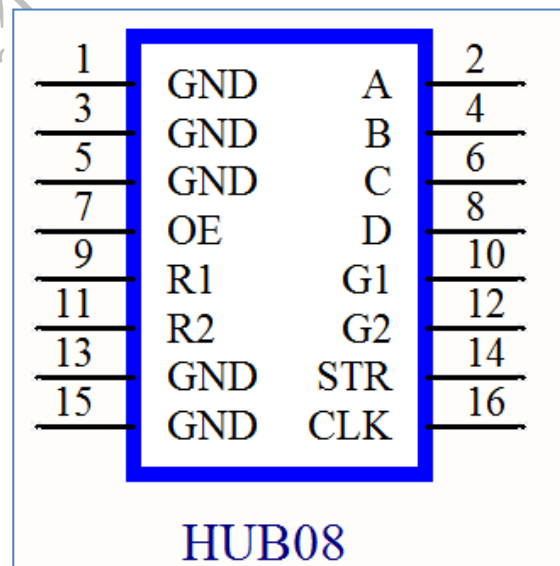 1 GND A 2
3 GND B 4
5 GND C 6
7 OE D 8
9 R1 G1 10
11 R2 G2 12
13 GND STR 14
15 GND CLK 16
HUB08